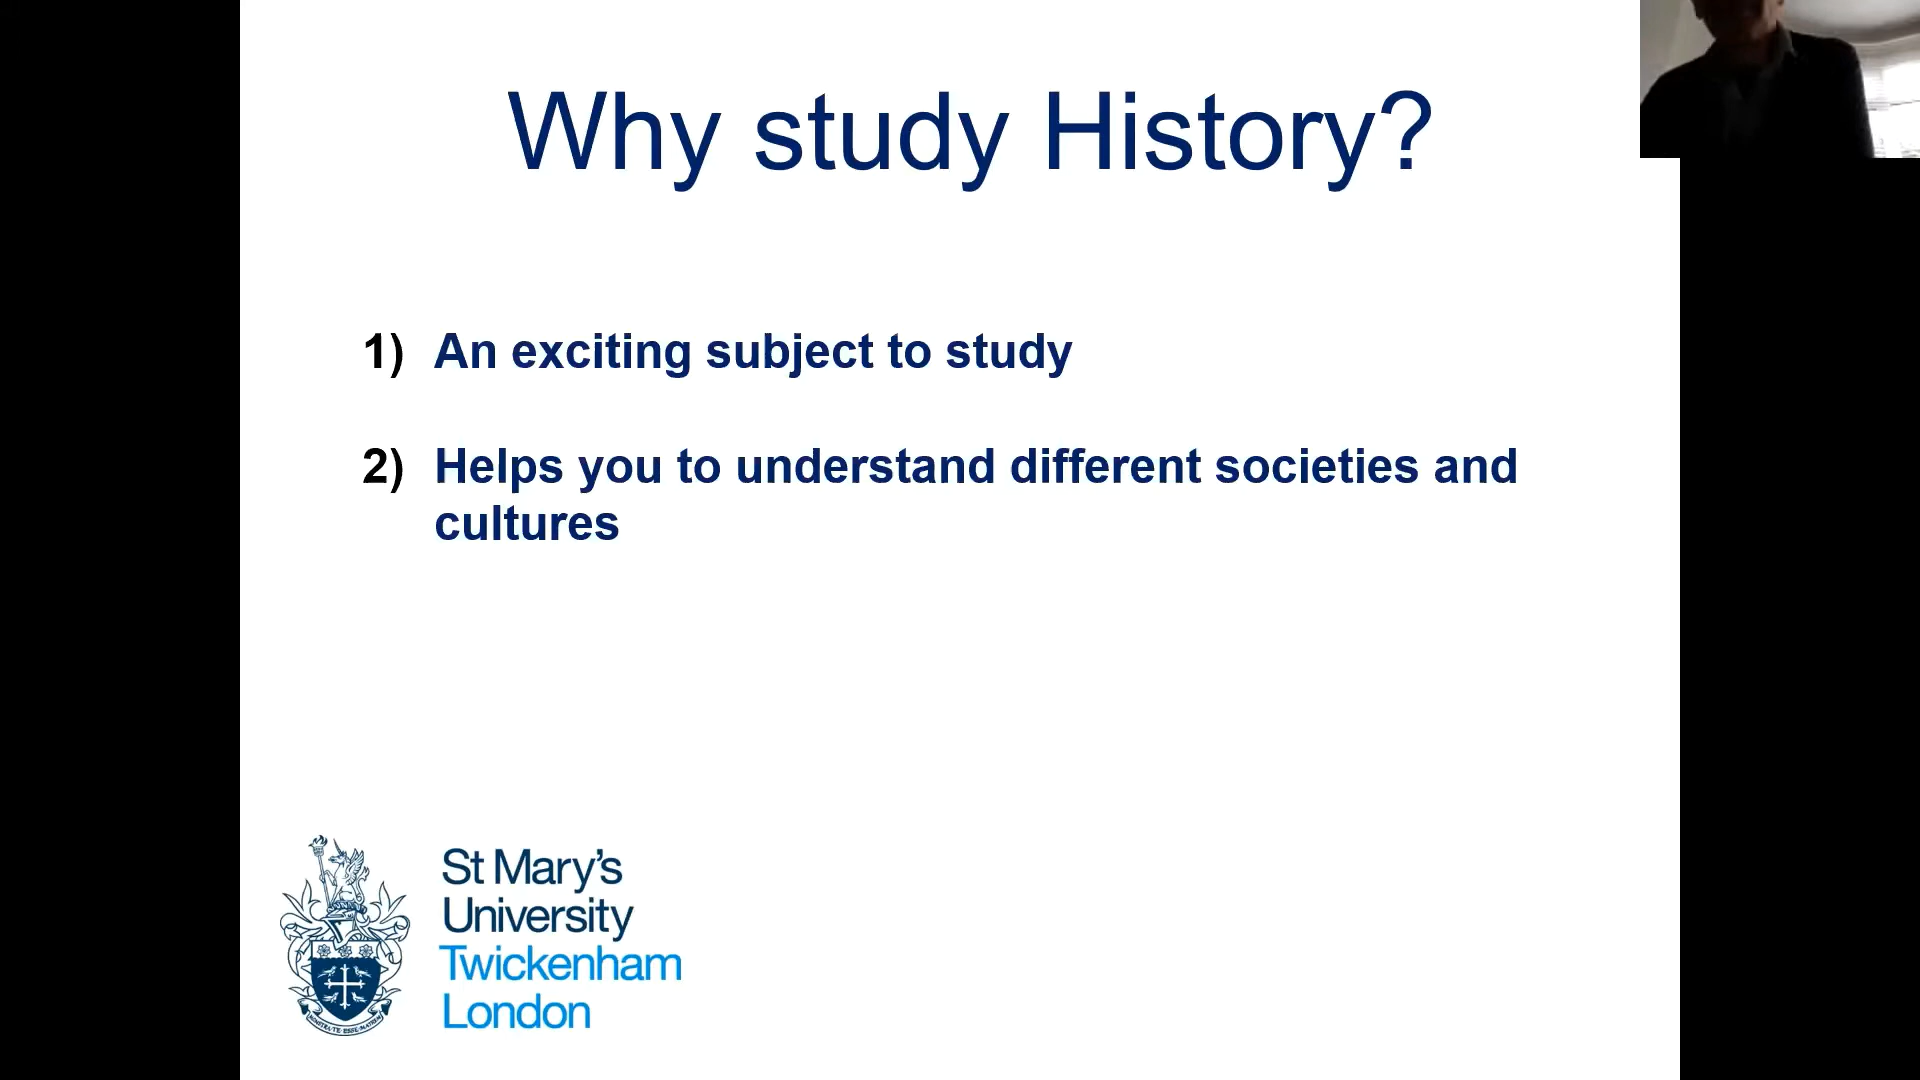 Why study History?
1) An exciting subject to study
2) Helps you to understand different societies and
cultures
St Mary's
University
Twickenham
London